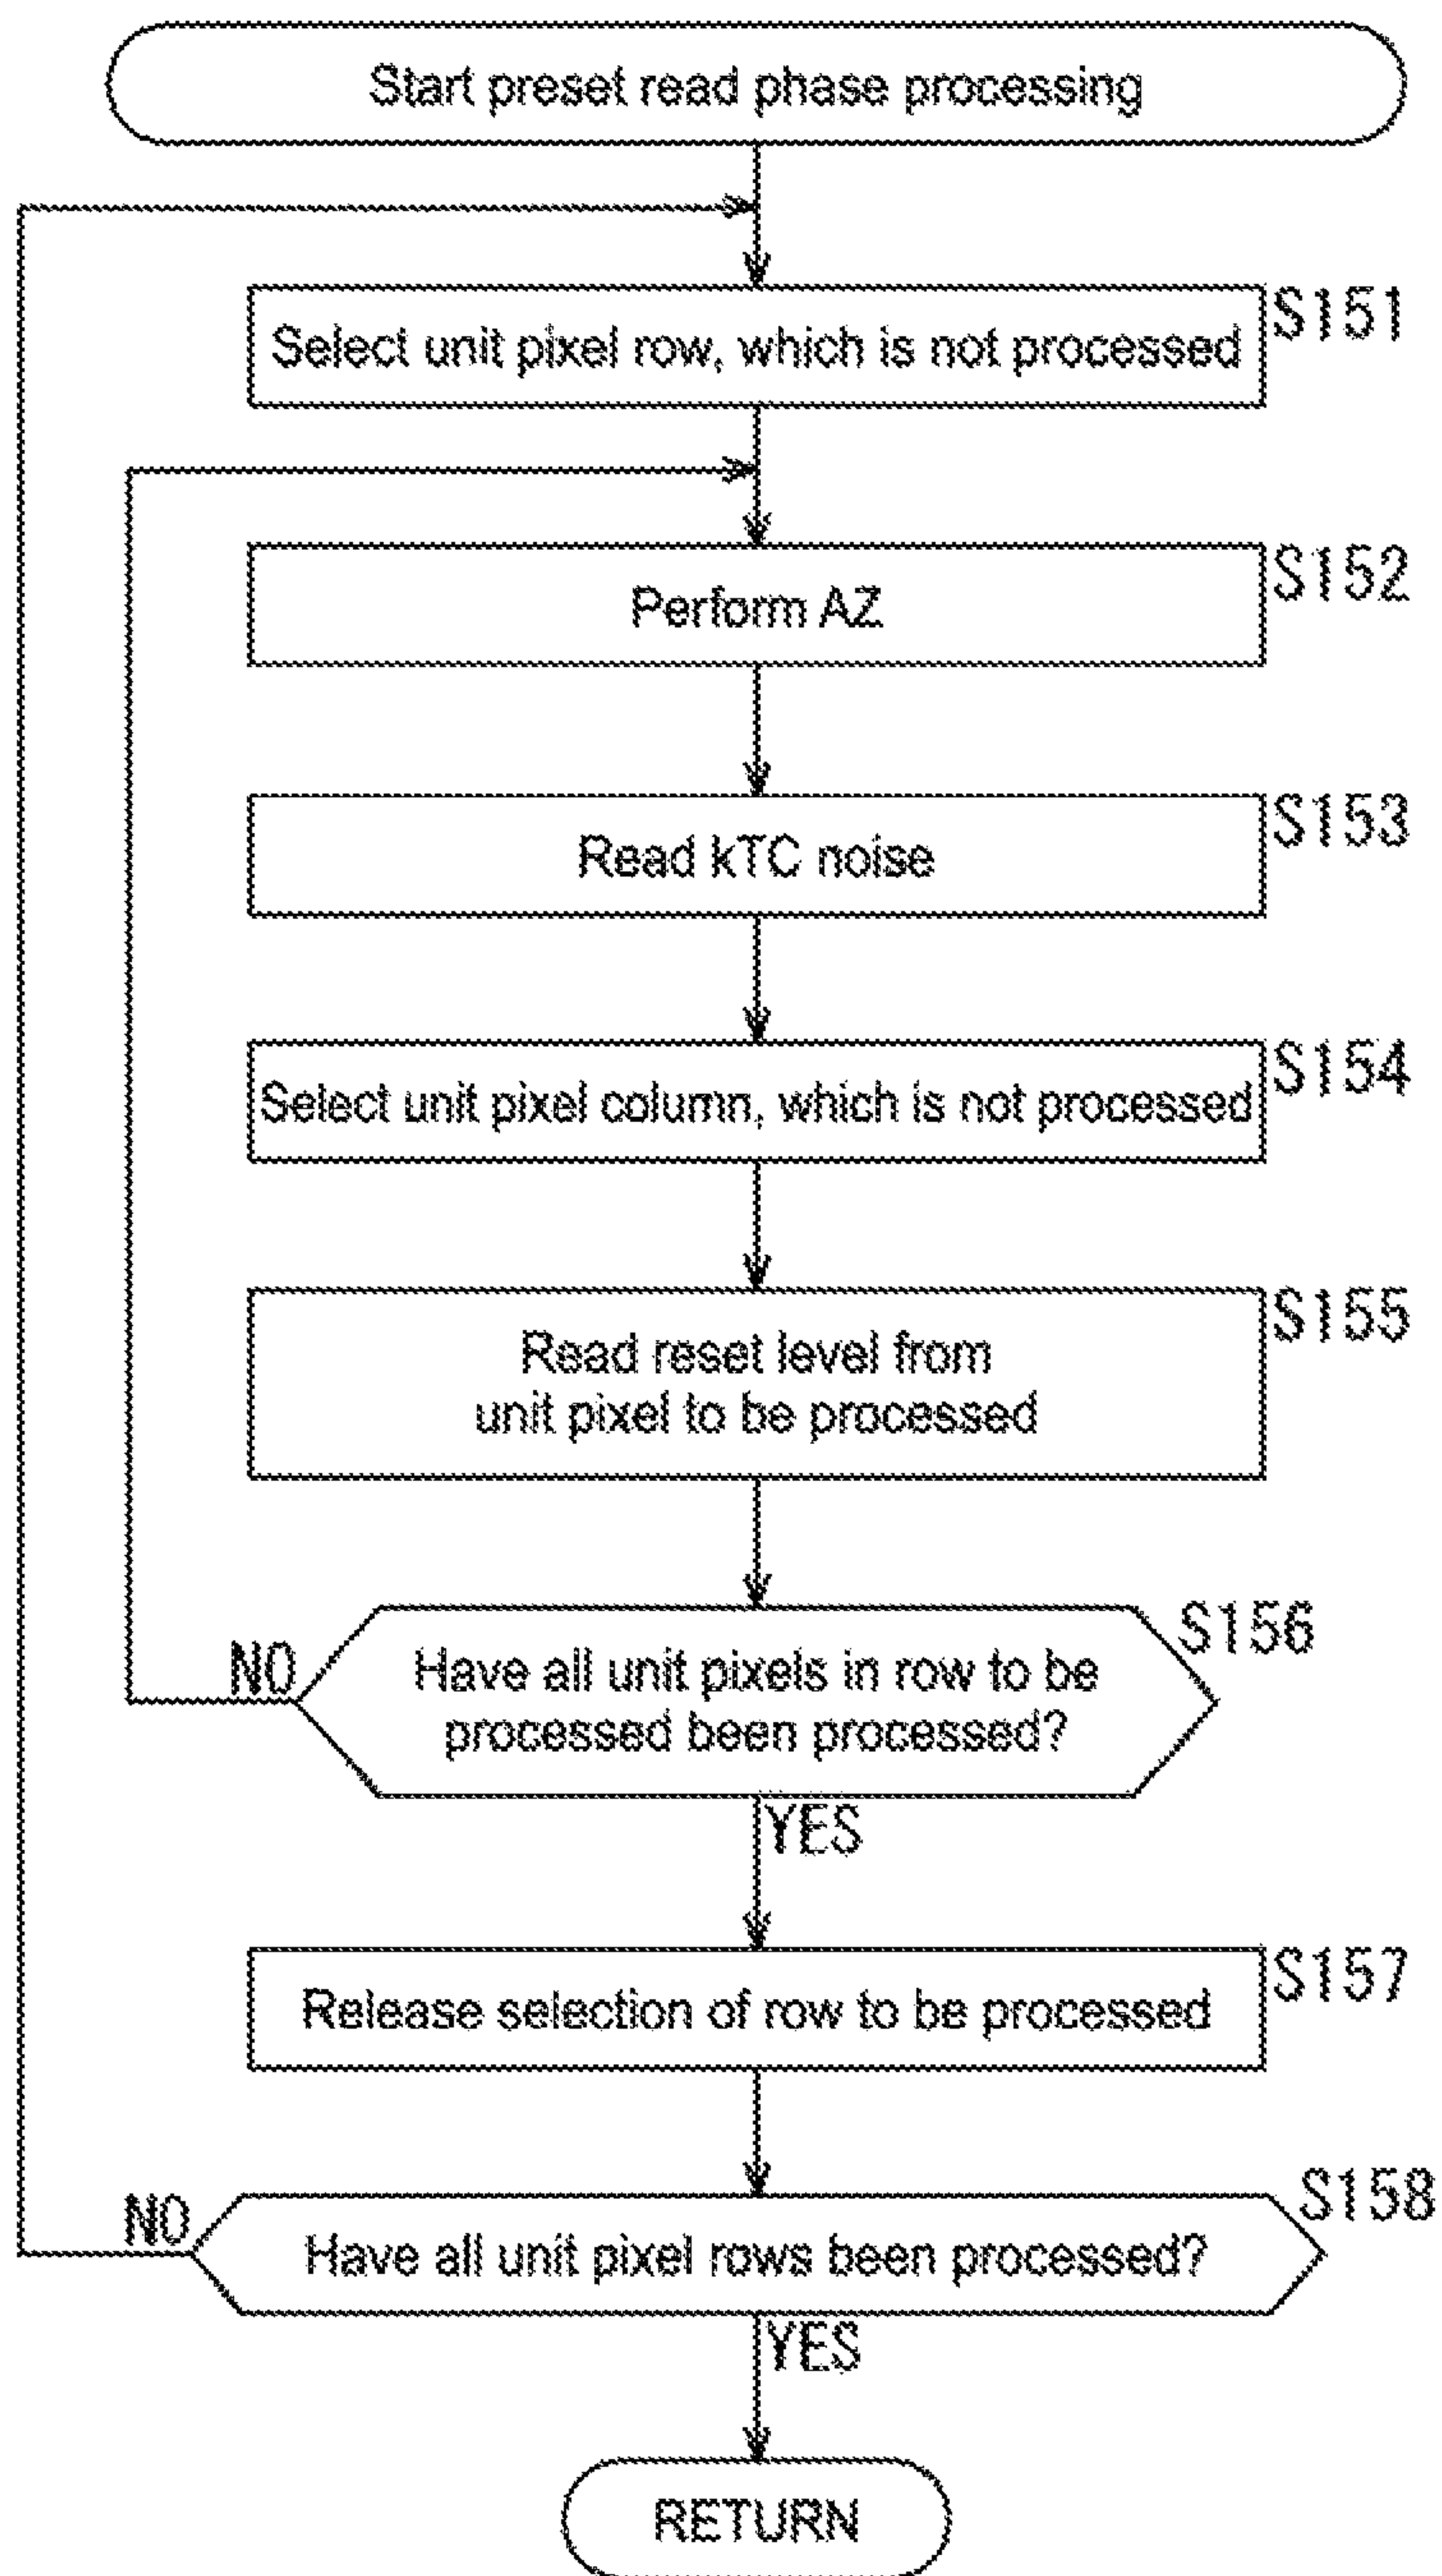 Start preset read phase processing
S151
Select unit pixel row, which is not processed
S152
Perform AZ
S153
Read kTC noise
S154
Select unit pixel column, which is not processed
S155
Read reset level from
unit pixel to be processed
S156
NO
Have all unit pixels in row to be
processed been processed?
YES
S157
Release selection of row to be processed
S158
NO
Have all unit pixel rows been processed?
YES
RETURN